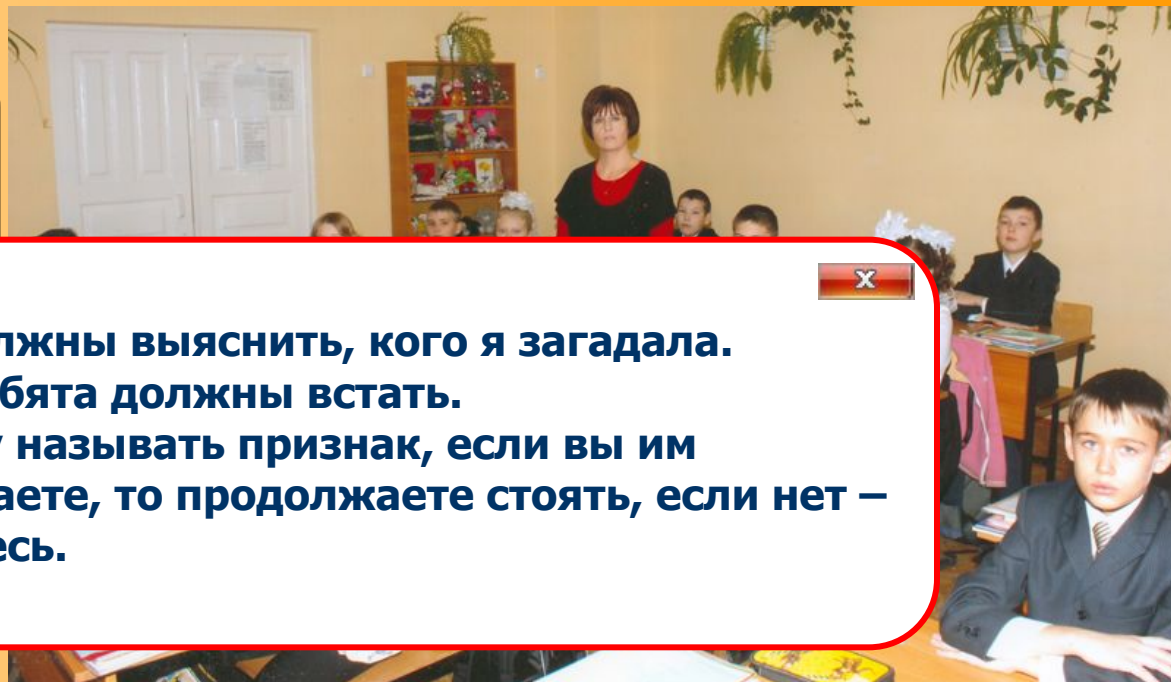 X
лжны выяснить, кого я загадала.
бята должны встать.
у называть признак, если вы им
аете, то продолжаете стоять, если нет –
есь.